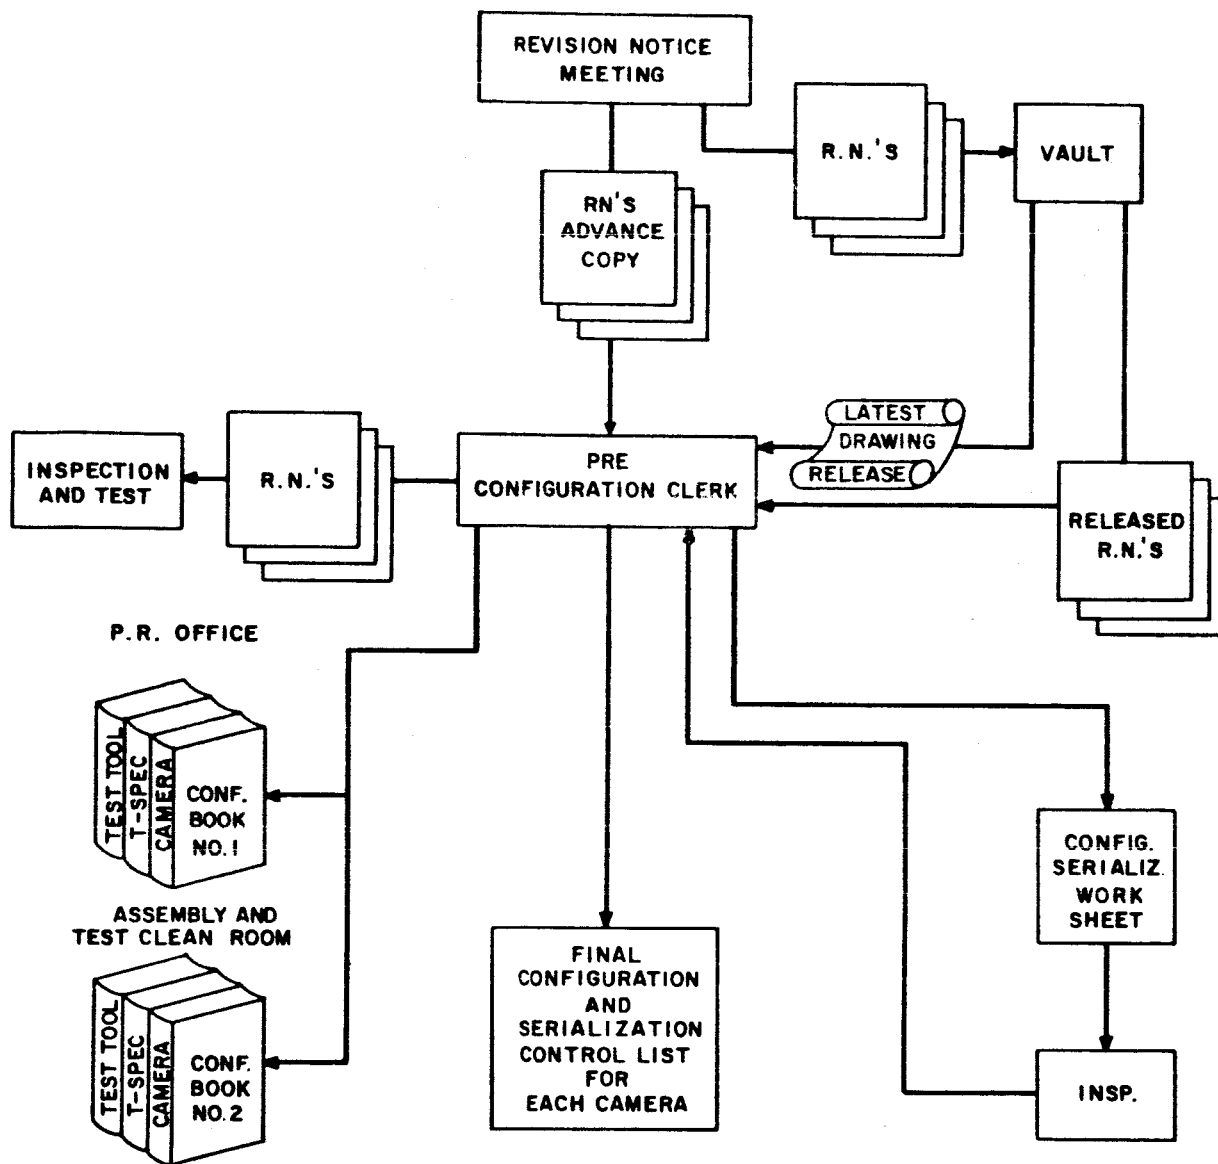 REVISION NOTICE
MEETING
R.N.'S
VAULT
RN'S
ADVANCE
COPY
LATEST
DRAWING
RELEASE
INSPECTION
AND TEST
R.N.'S
PRE
CONFIGURATION CLERK
RELEASED
R.N.'S
P.R. OFFICE
TEST TOOL
T-SPEC
CAMERA
CONF.
BOOK
NO. 1
CONFIG.
SERIALIZ.
WORK
SHEET
ASSEMBLY AND
TEST CLEAN ROOM
TEST TOOL
T-SPEC
CAMERA
CONF.
BOOK
NO. 2
FINAL
CONFIGURATION
AND
SERIALIZATION
CONTROL LIST
FOR
EACH CAMERA
INSP.